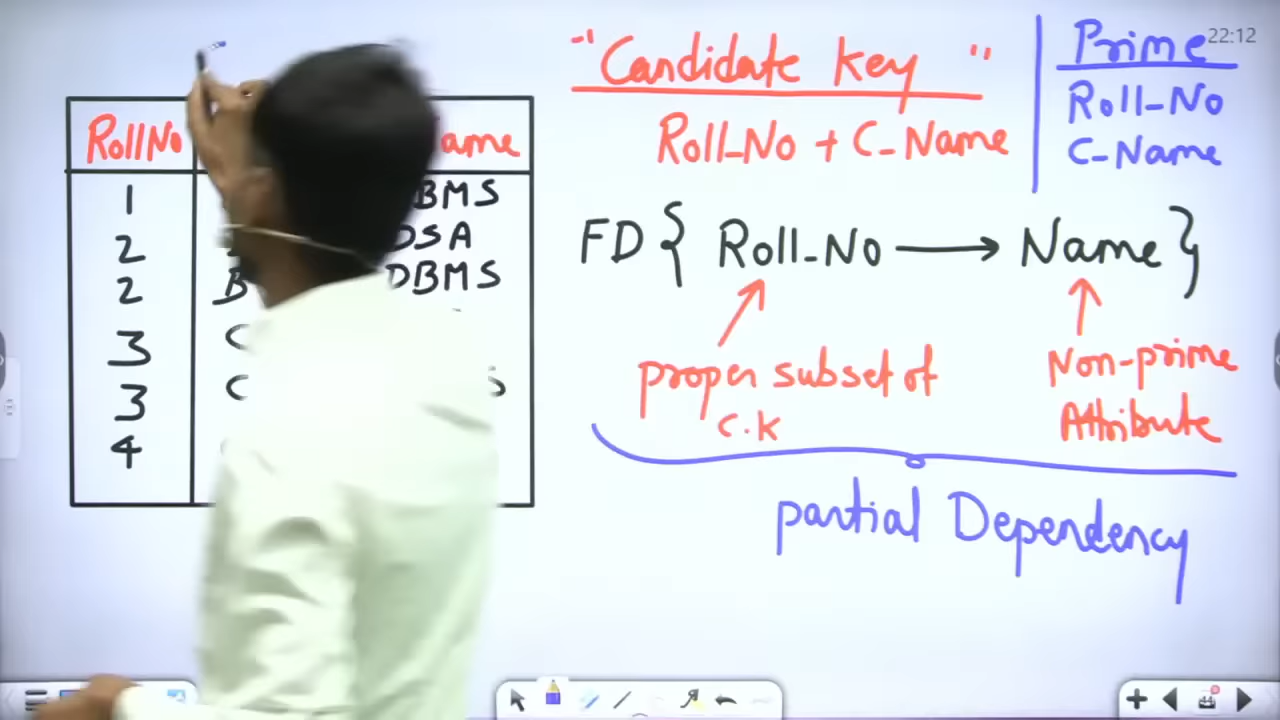 "Candidate Key"
Roll-No + C-Name
Prime
Roll-No
C-Name
22:12
RollNo
1 BMS
2 DSA
2 B DBMS
3 C
3 C S
4
FD { Roll-No → Name }
proper subset of
C.K
Non-prime
Attribute
partial Dependency